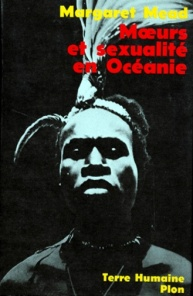 Margaret Mead
Mœurs
et sexualité
en Océanie
Terre Humaine
Plon